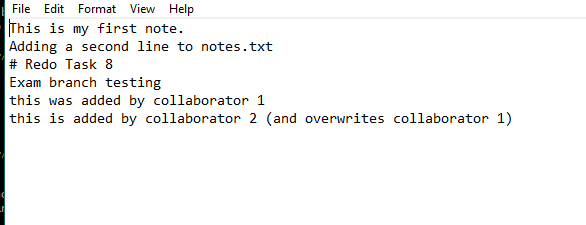 File Edit Format View Help
This is my first note.
Adding a second line to notes.txt
# Redo Task 8
Exam branch testing
this was added by collaborator 1
this is added by collaborator 2 (and overwrites collaborator 1)